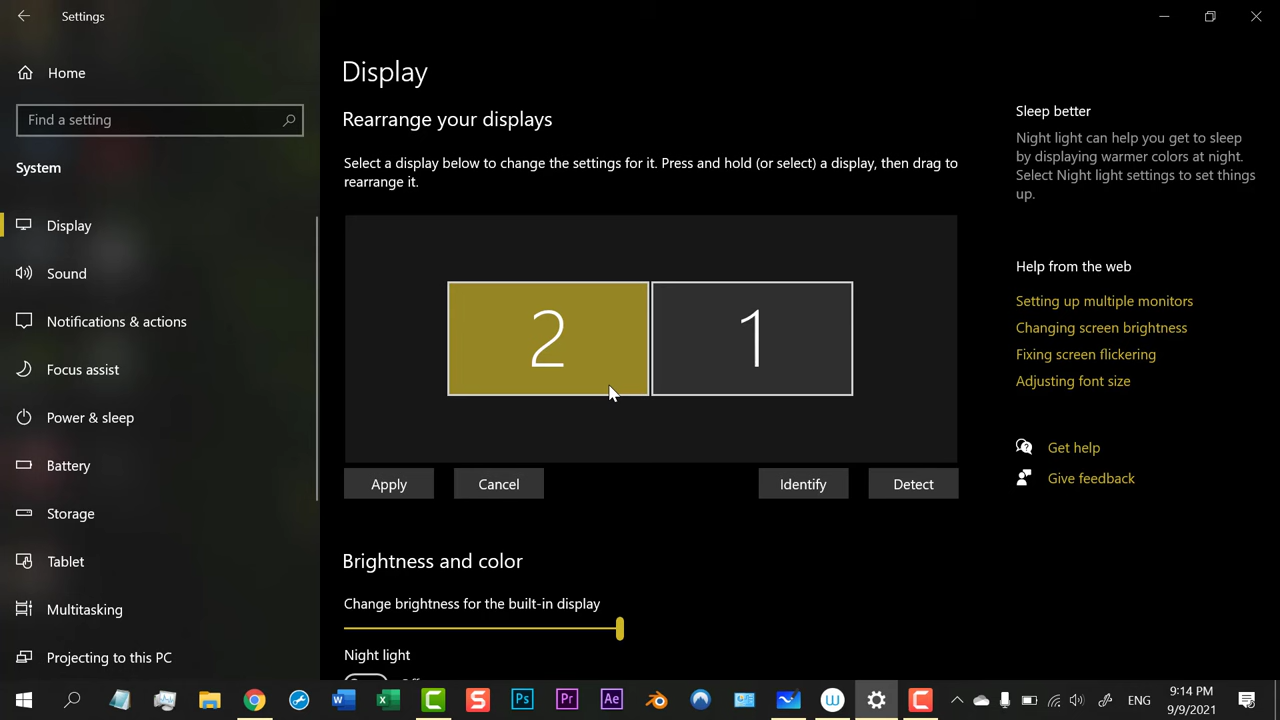 Settings
Home
Find a setting
System
Display
Sound
Notifications & actions
Focus assist
Power & sleep
Battery
Storage
Tablet
Multitasking
Projecting to this PC
Display
Rearrange your displays
Select a display below to change the settings for it. Press and hold (or select) a display, then drag to
rearrange it.
2
1
Apply
Cancel
Identify
Detect
Brightness and color
Change brightness for the built-in display
Night light
Sleep better
Night light can help you get to sleep
by displaying warmer colors at night.
Select Night light settings to set things
up.
Help from the web
Setting up multiple monitors
Changing screen brightness
Fixing screen flickering
Adjusting font size
Get help
Give feedback
W
X
C
S
Ps
Pr
Ae
W
C
ENG
9:14 PM
9/9/2021